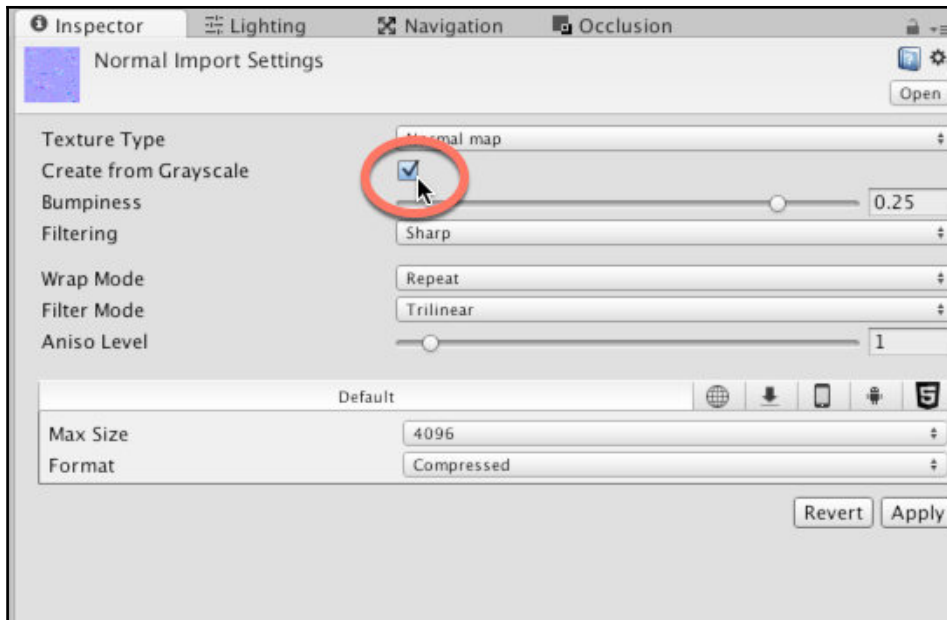 Inspector Lighting Navigation Occlusion
Normal Import Settings
Open
Texture Type Normal map
Create from Grayscale
Bumpiness 0.25
Filtering Sharp
Wrap Mode Repeat
Filter Mode Trilinear
Aniso Level 1
Default
Max Size 4096
Format Compressed
Revert Apply